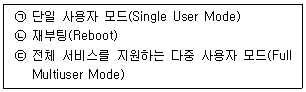 ㉠ 단일 사용자 모드(Single User Mode)
㉡ 재부팅(Reboot)
㉢ 전체 서비스를 지원하는 다중 사용자 모드(Full
Multiuser Mode)